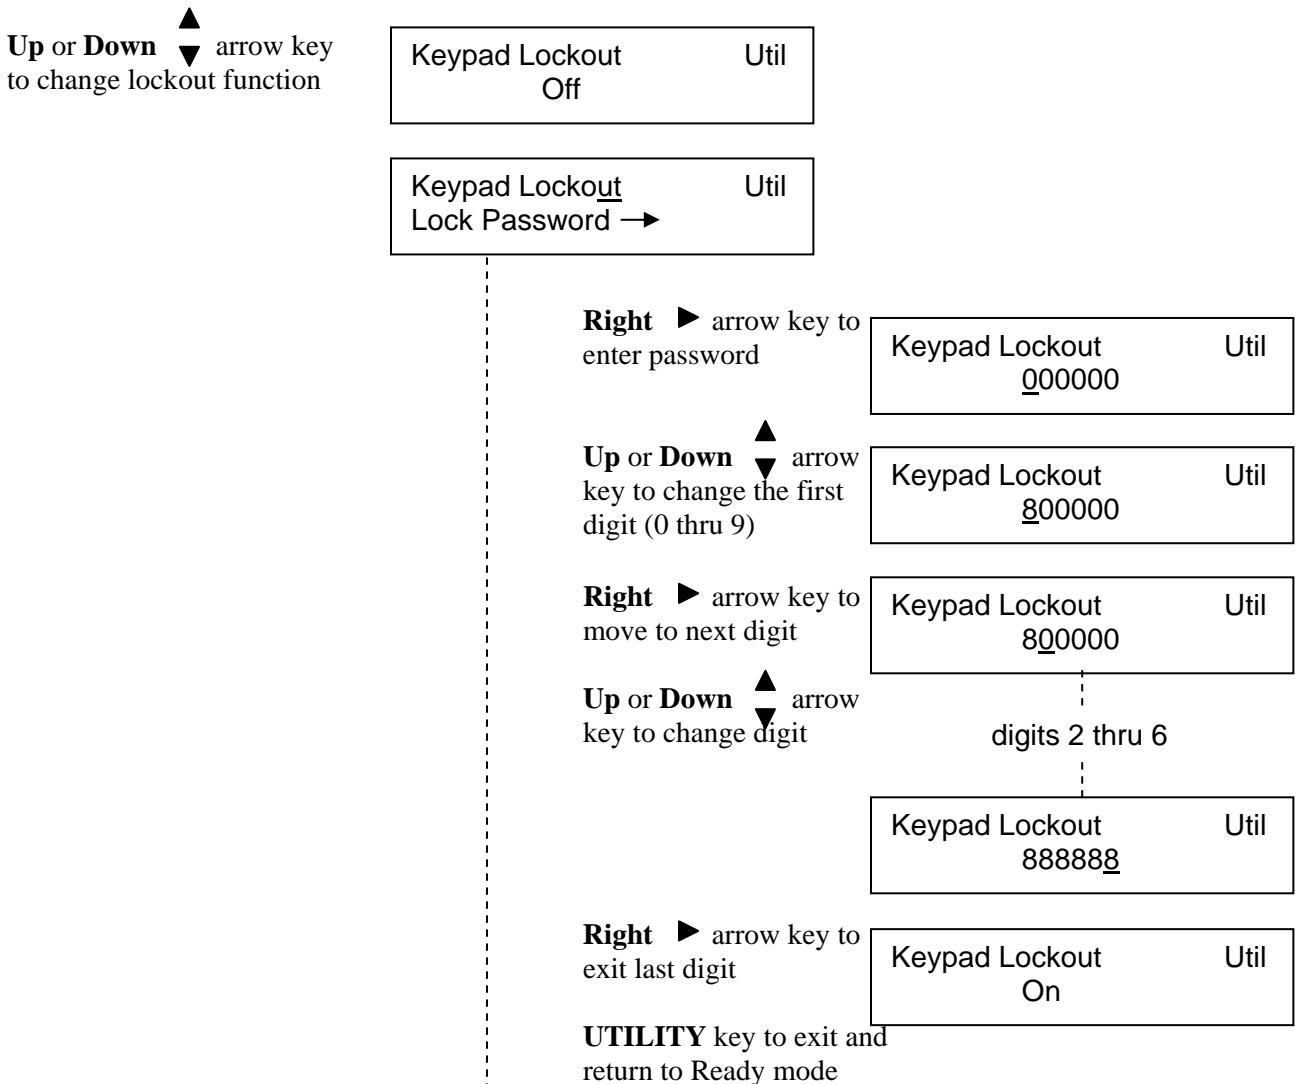 Up or Down ▲▼ arrow key
to change lockout function
Keypad Lockout Util
Off
Keypad Lockout Util
Lock Password →
Right ► arrow key to
enter password
Keypad Lockout Util
000000
Up or Down ▲▼ arrow
key to change the first
digit (0 thru 9)
Keypad Lockout Util
800000
Right ► arrow key to
move to next digit
Keypad Lockout Util
800000
Up or Down ▲▼ arrow
key to change digit
digits 2 thru 6
Keypad Lockout Util
888888
Right ► arrow key to
exit last digit
Keypad Lockout Util
On
UTILITY key to exit and
return to Ready mode